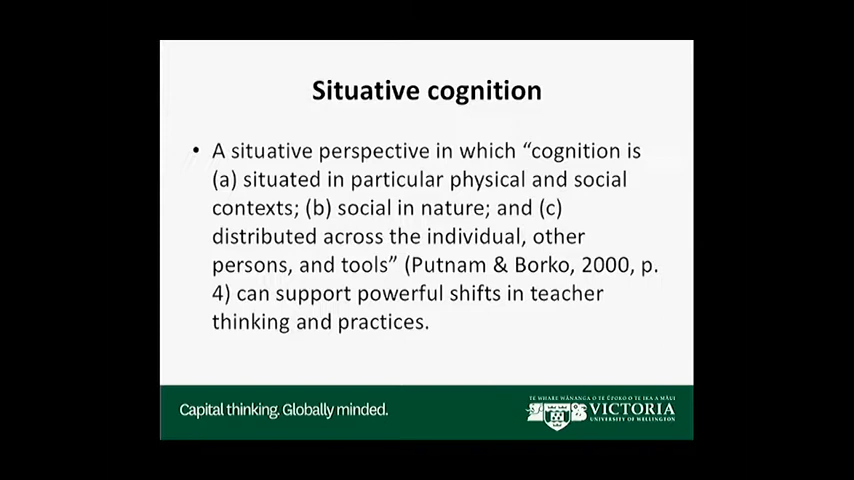 Situative cognition
• A situative perspective in which “cognition is
(a) situated in particular physical and social
contexts; (b) social in nature; and (c)
distributed across the individual, other
persons, and tools” (Putnam & Borko, 2000, p.
4) can support powerful shifts in teacher
thinking and practices.
Capital thinking. Globally minded.
TE WHARE WĀNANGA O TE ŪPOKO O TE IKA A MĀUI
VICTORIA
UNIVERSITY OF WELLINGTON